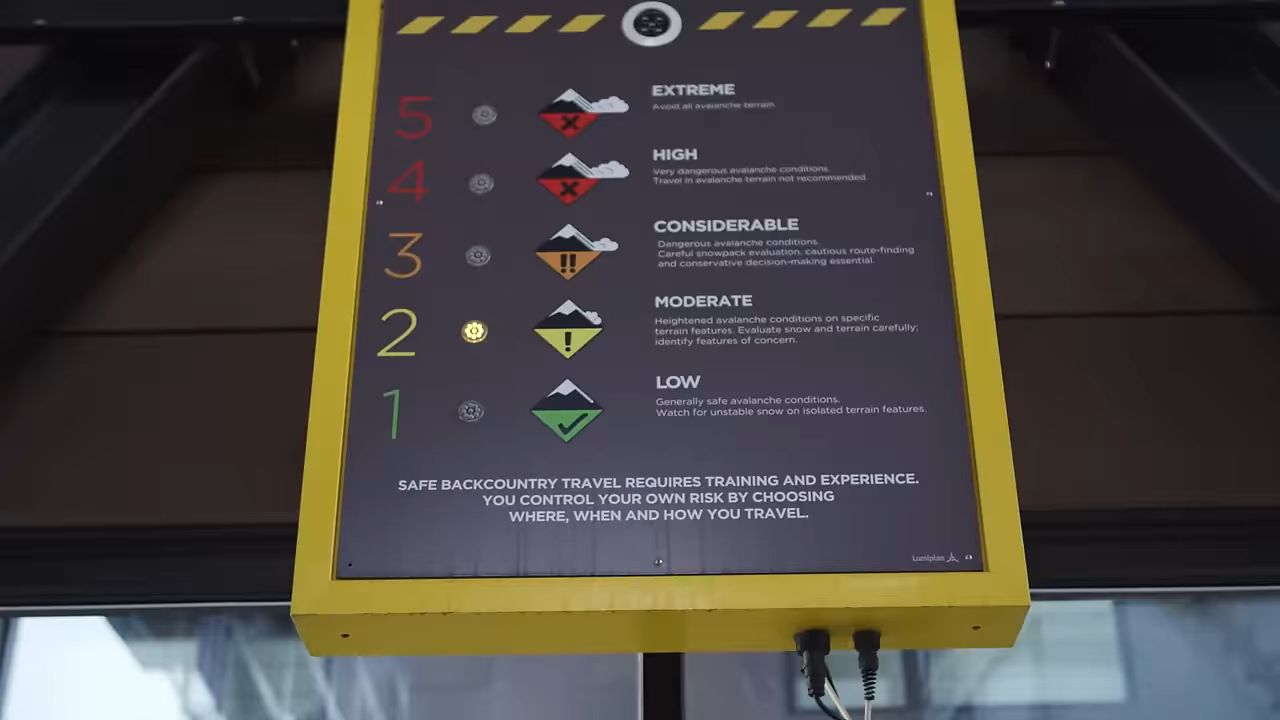 5
EXTREME
Avoid all avalanche terrain.
4
HIGH
Very dangerous avalanche conditions.
Travel in avalanche terrain not recommended.
3
CONSIDERABLE
Dangerous avalanche conditions.
Careful snowpack evaluation, cautious route-finding
and conservative decision-making essential.
2
MODERATE
Heightened avalanche conditions on specific
terrain features. Evaluate snow and terrain carefully;
identify features of concern.
1
LOW
Generally safe avalanche conditions.
Watch for unstable snow on isolated terrain features.
SAFE BACKCOUNTRY TRAVEL REQUIRES TRAINING AND EXPERIENCE.
YOU CONTROL YOUR OWN RISK BY CHOOSING
WHERE, WHEN AND HOW YOU TRAVEL.
Lumiplan